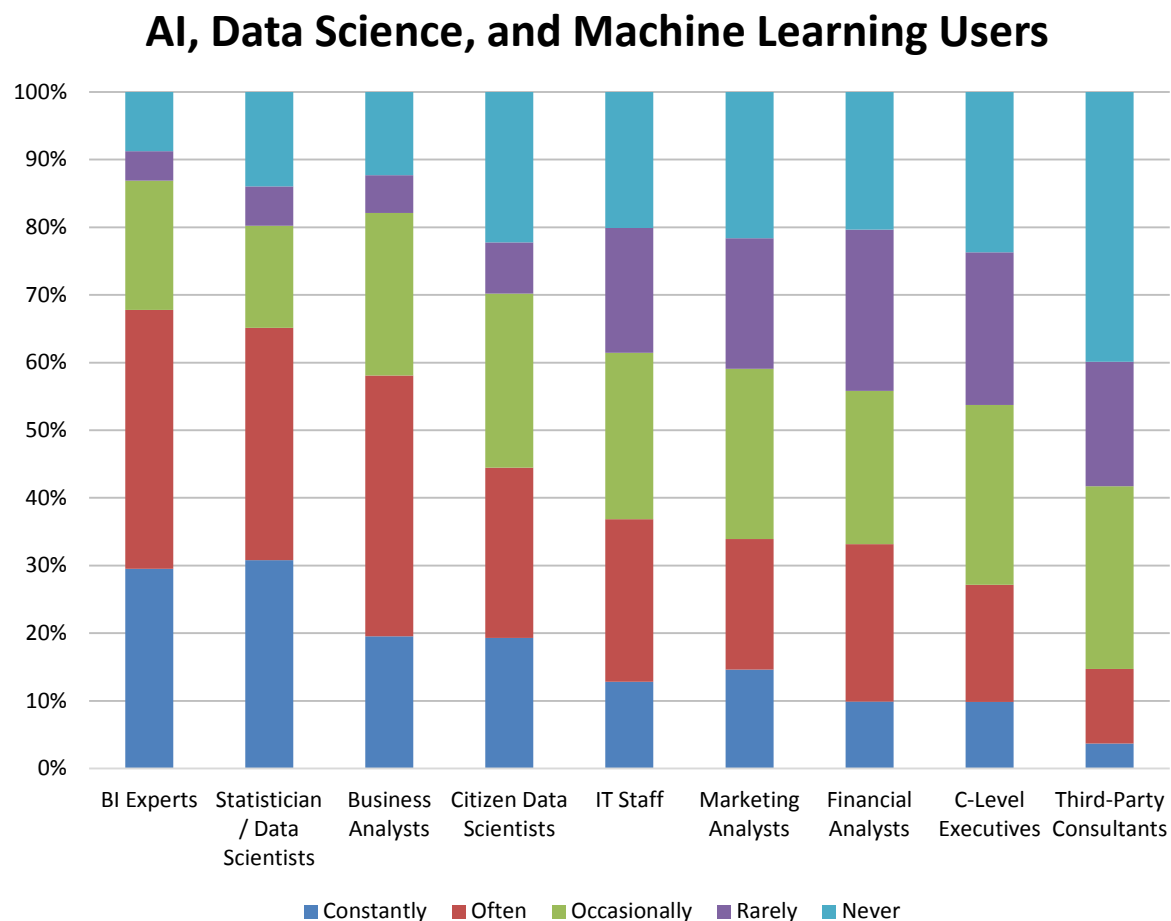 AI, Data Science, and Machine Learning Users
100%
90%
80%
70%
60%
50%
40%
30%
20%
10%
0%
BI Experts
Statistician
/ Data
Scientists
Business
Analysts
Citizen Data
Scientists
IT Staff
Marketing
Analysts
Financial
Analysts
C-Level
Executives
Third-Party
Consultants
Constantly
Often
Occasionally
Rarely
Never